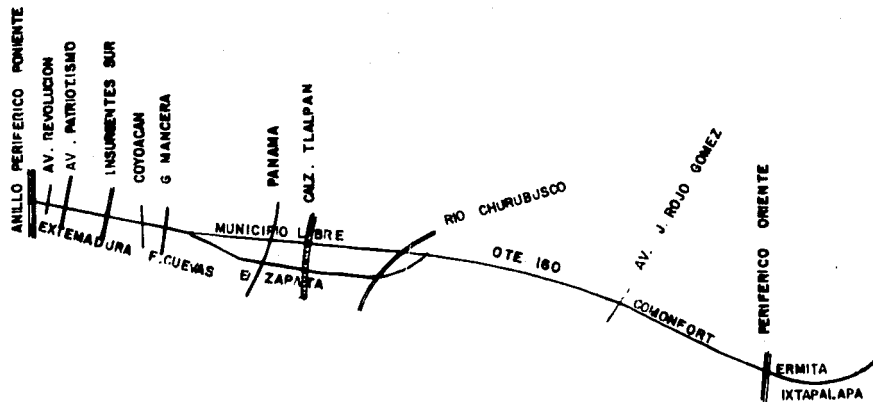 ANILLO PERIFERICO PONIENTE
AV. REVOLUCION
AV. PATRIOTISMO
INSURGENTES SUR
COYOACAN
G MANCERA
PANAMA
CALZ. TLALPAN
RIO CHURUBUSCO
AV. J. ROJO GOMEZ
PERIFERICO ORIENTE
EXTEMADURA
F. CUEVAS
MUNICIPIO LIBRE
E. ZAPATA
OTE 160
COMONFORT
ERMITA
IXTAPALAPA